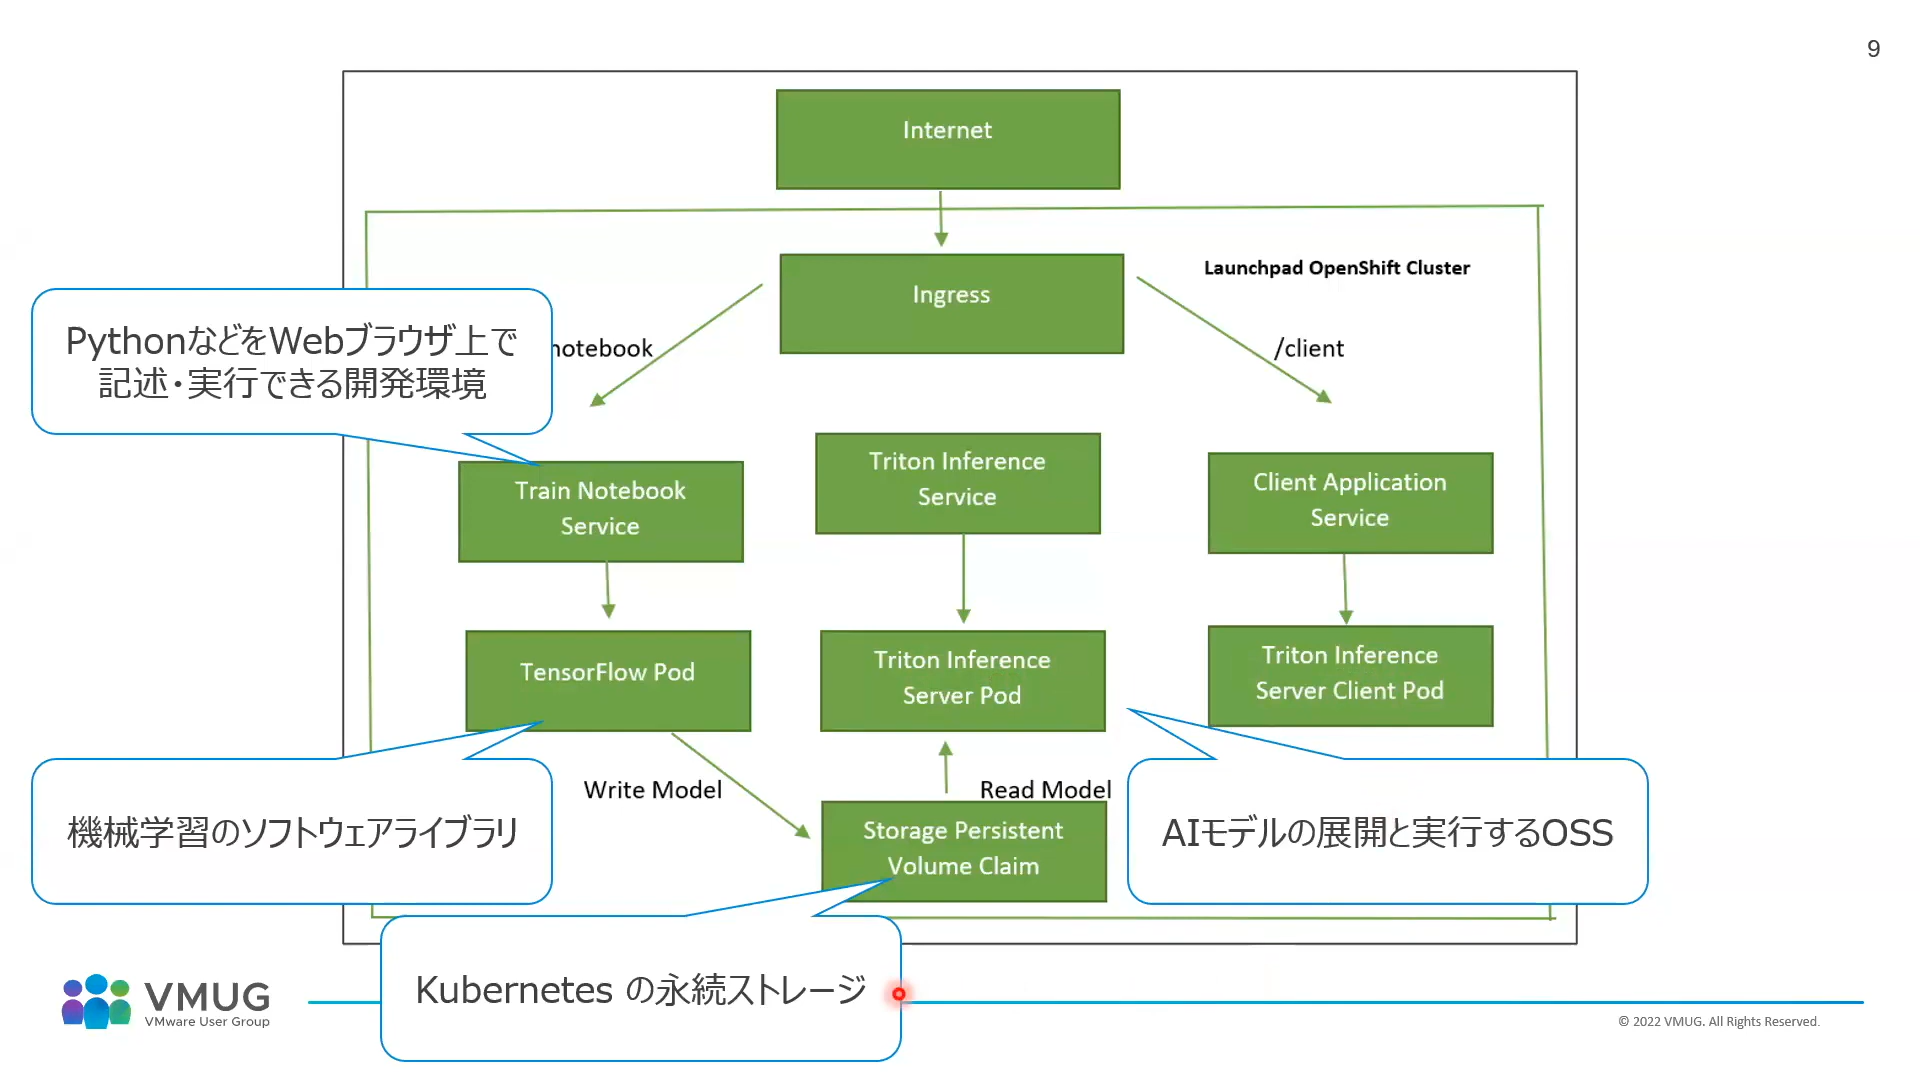 9
Internet
Launchpad OpenShift Cluster
Ingress
PythonなどをWebブラウザ上で
記述・実行できる開発環境
notebook
/client
Train Notebook
Service
Triton Inference
Service
Client Application
Service
TensorFlow Pod
Triton Inference
Server Pod
Triton Inference
Server Client Pod
Write Model
Read Model
機械学習のソフトウェアライブラリ
Storage Persistent
Volume Claim
AIモデルの展開と実行するOSS
Kubernetes の永続ストレージ
VMUG
VMware User Group
© 2022 VMUG. All Rights Reserved.